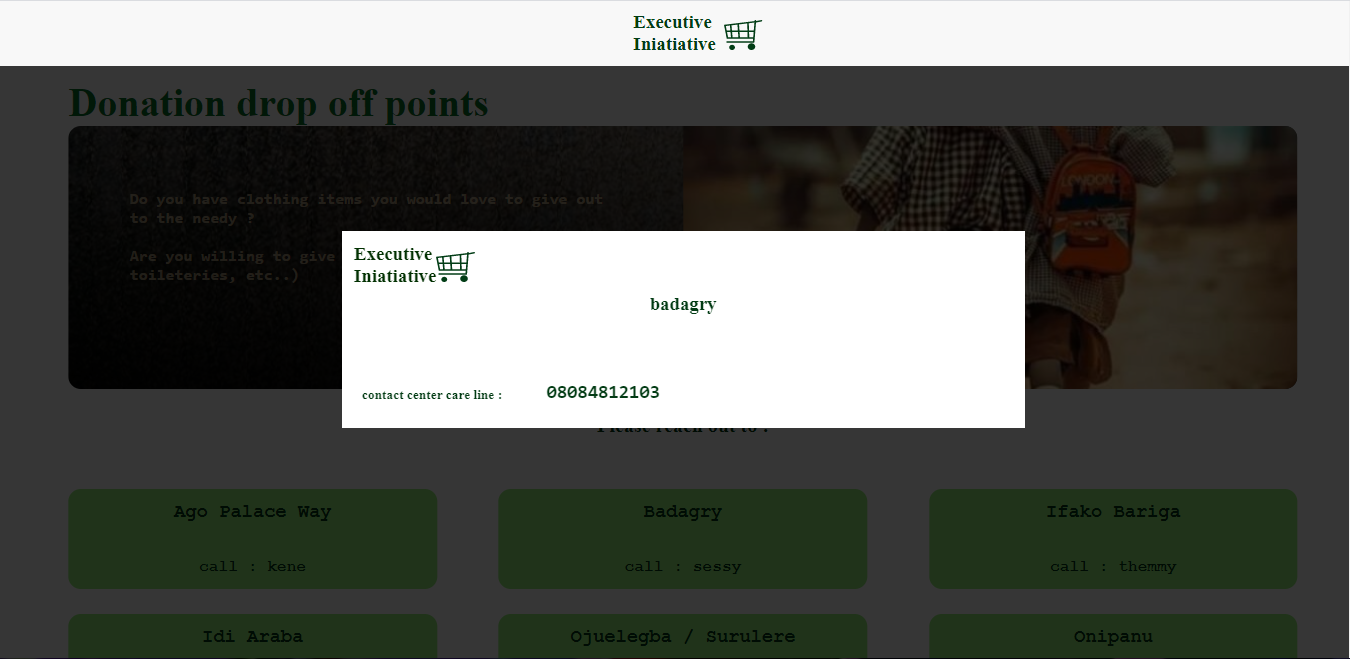 Executive
Iniatiative
Donation drop off points
Do you have clothing items you would love to give out
to the needy ?
Are you willing to give
toileteries, etc..)
LONDON
Executive
Iniatiative
badagry
contact center care line : 08084812103
Please reach out to :
Ago Palace Way Badagry Ifako Bariga
call : kene call : sessy call : themmy
Idi Araba Ojuelegba / Surulere Onipanu